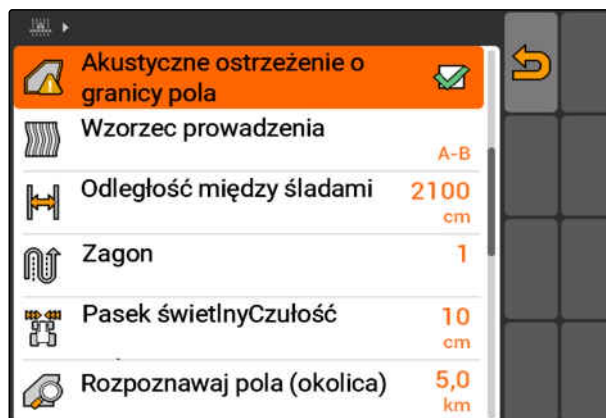 Akustyczne ostrzeżenie o
granicy pola
Wzorzec prowadzenia
A-B
Odległość między śladami 2100
cm
Zagon 1
Pasek świetlnyCzułość 10
cm
Rozpoznawaj pola (okolica) 5,0
km